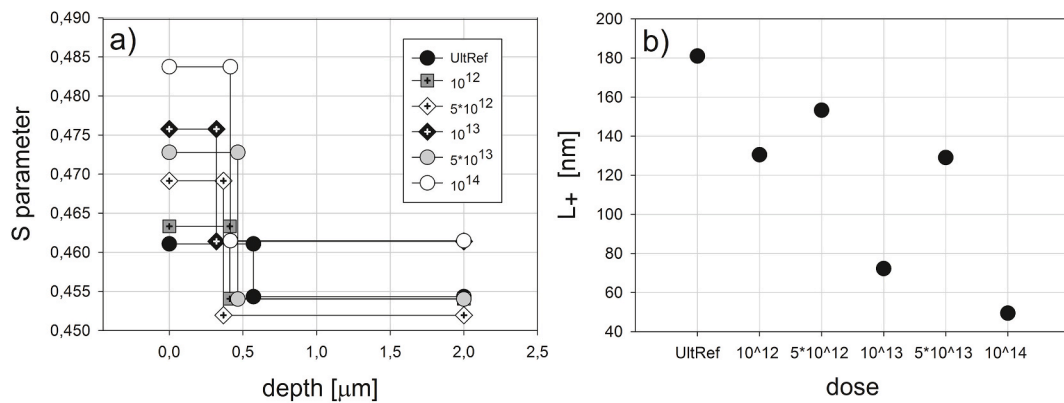 a)
0,490
0,485
0,480
0,475
0,470
0,465
0,460
0,455
0,450
S parameter
0,0 0,5 1,0 1,5 2,0 2,5
depth [μm]
UltRef
10^12
5*10^12
10^13
5*10^13
10^14
b)
200
180
160
140
120
100
80
60
40
L+ [nm]
UltRef 10^12 5*10^12 10^13 5*10^13 10^14
dose